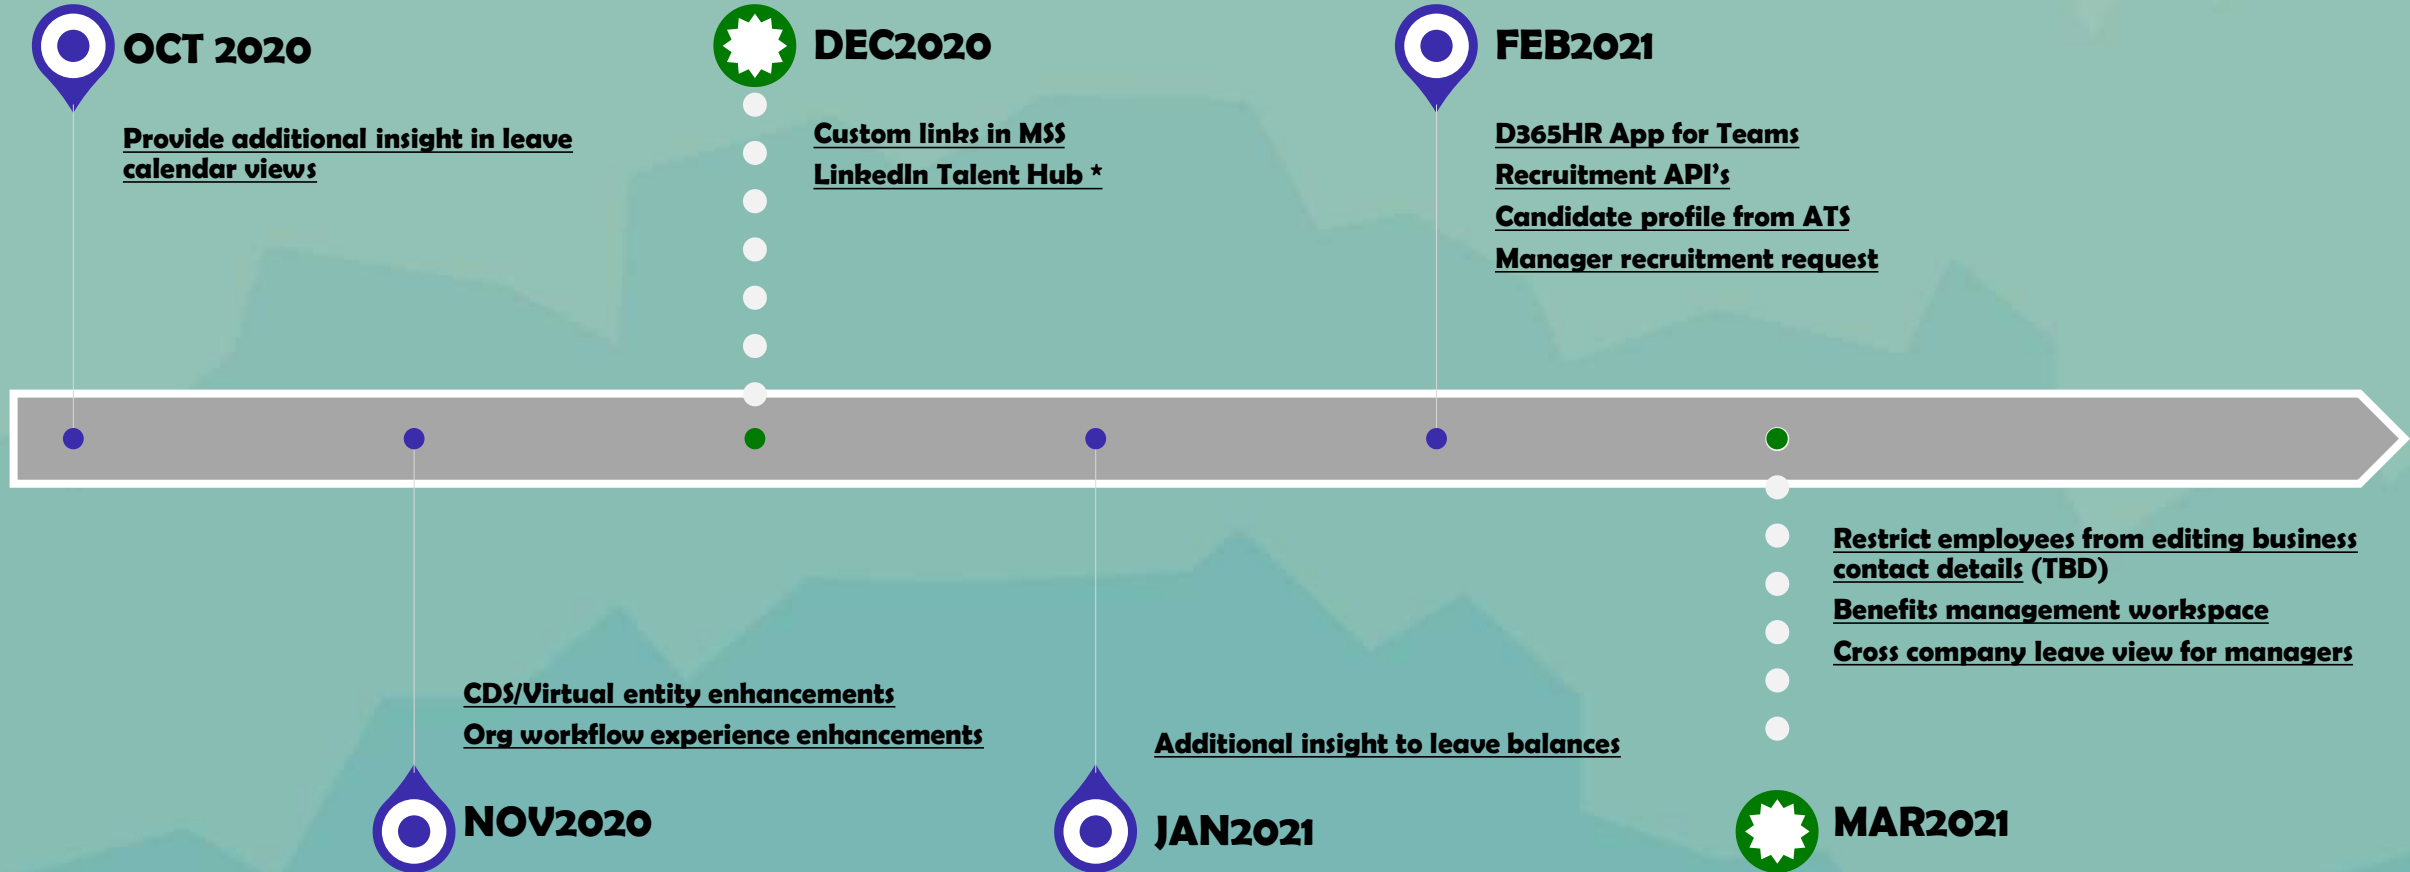 OCT 2020
Provide additional insight in leave
calendar views
DEC2020
Custom links in MSS
LinkedIn Talent Hub *
FEB2021
D365HR App for Teams
Recruitment API’s
Candidate profile from ATS
Manager recruitment request
CDS/Virtual entity enhancements
Org workflow experience enhancements
NOV2020
Additional insight to leave balances
JAN2021
Restrict employees from editing business
contact details (TBD)
Benefits management workspace
Cross company leave view for managers
MAR2021